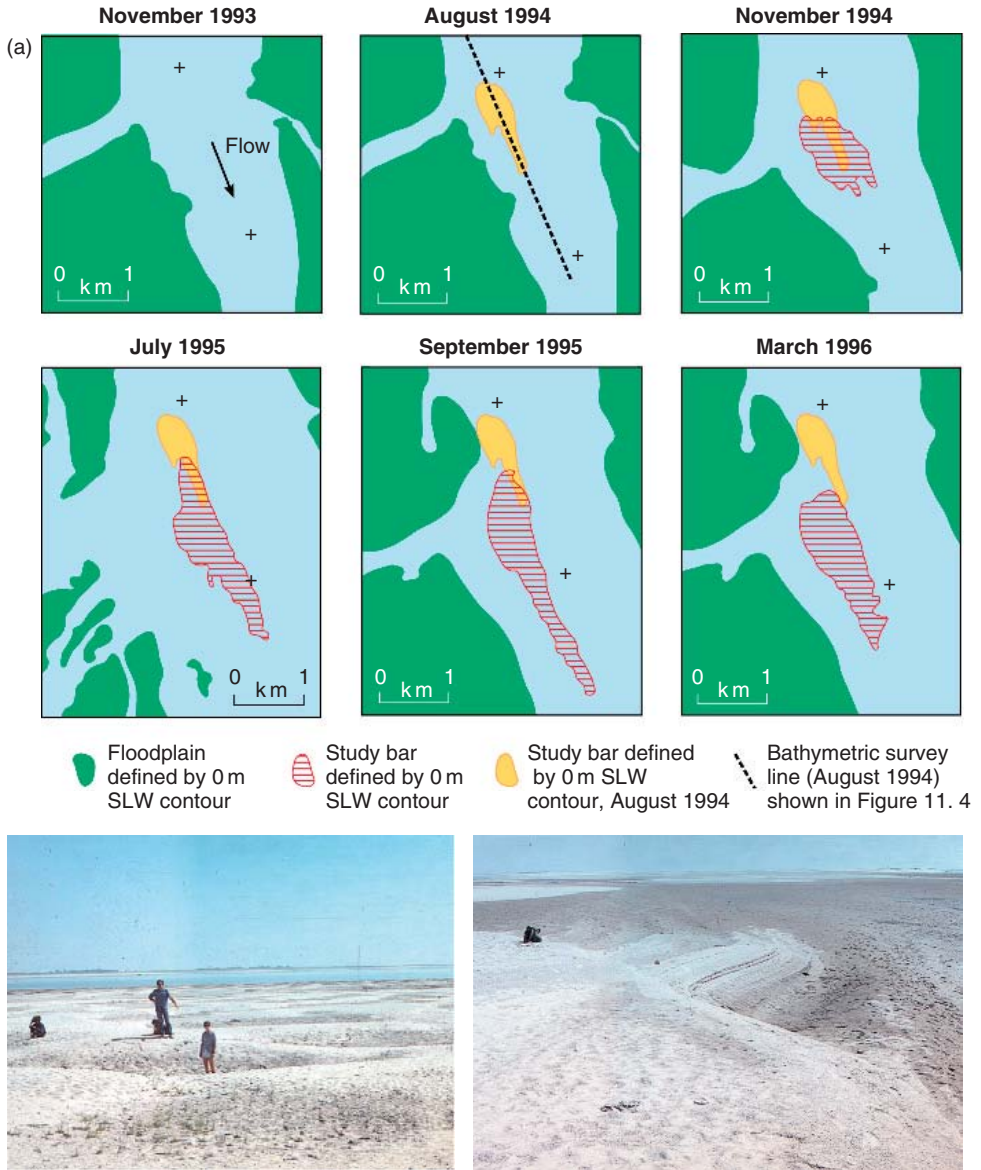 November 1993
August 1994
November 1994
(a)
Flow
0 1
km
0 1
km
0 1
km
July 1995
September 1995
March 1996
0 1
km
0 1
km
0 1
km
Floodplain
defined by 0 m
SLW contour
Study bar
defined by 0 m
SLW contour
Study bar defined
by 0 m SLW
contour, August 1994
Bathymetric survey
line (August 1994)
shown in Figure 11. 4